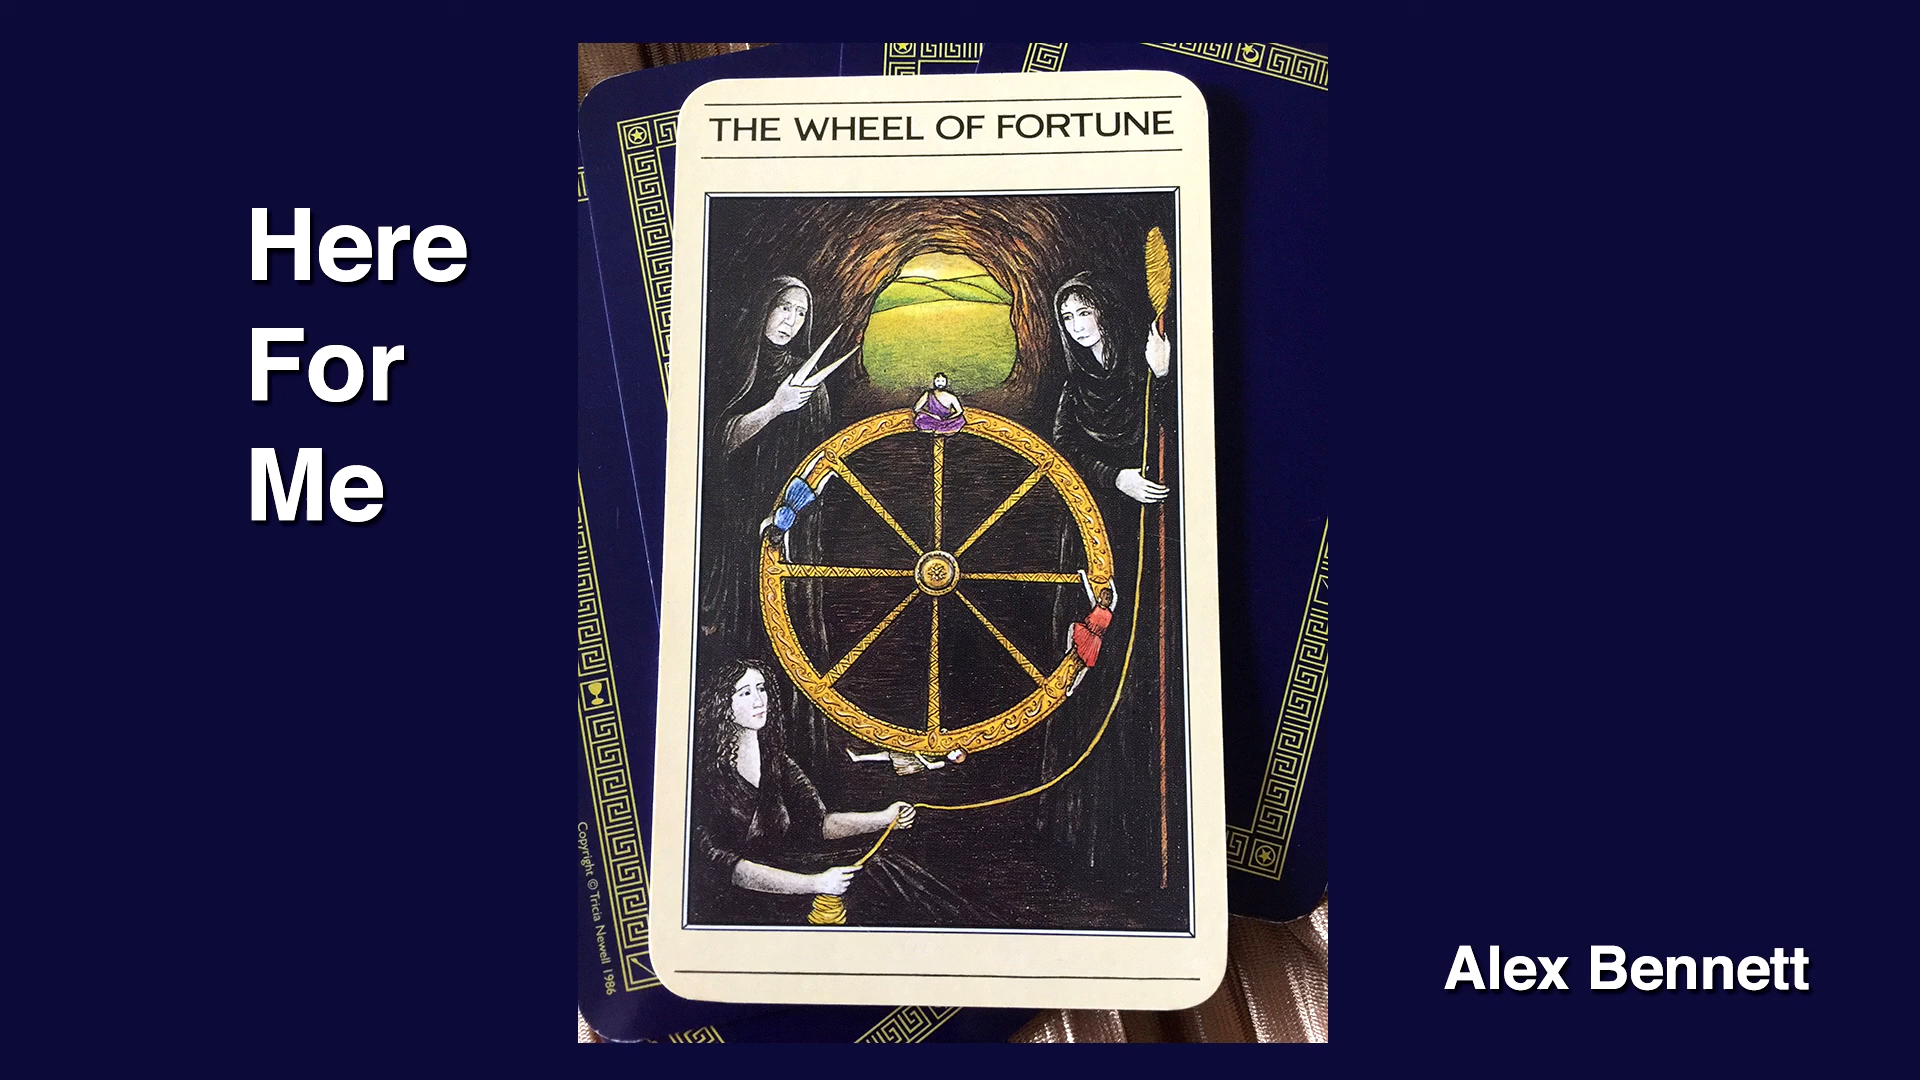 Here
For
Me
THE WHEEL OF FORTUNE
Copyright © Tricia Newell 1986
Alex Bennett